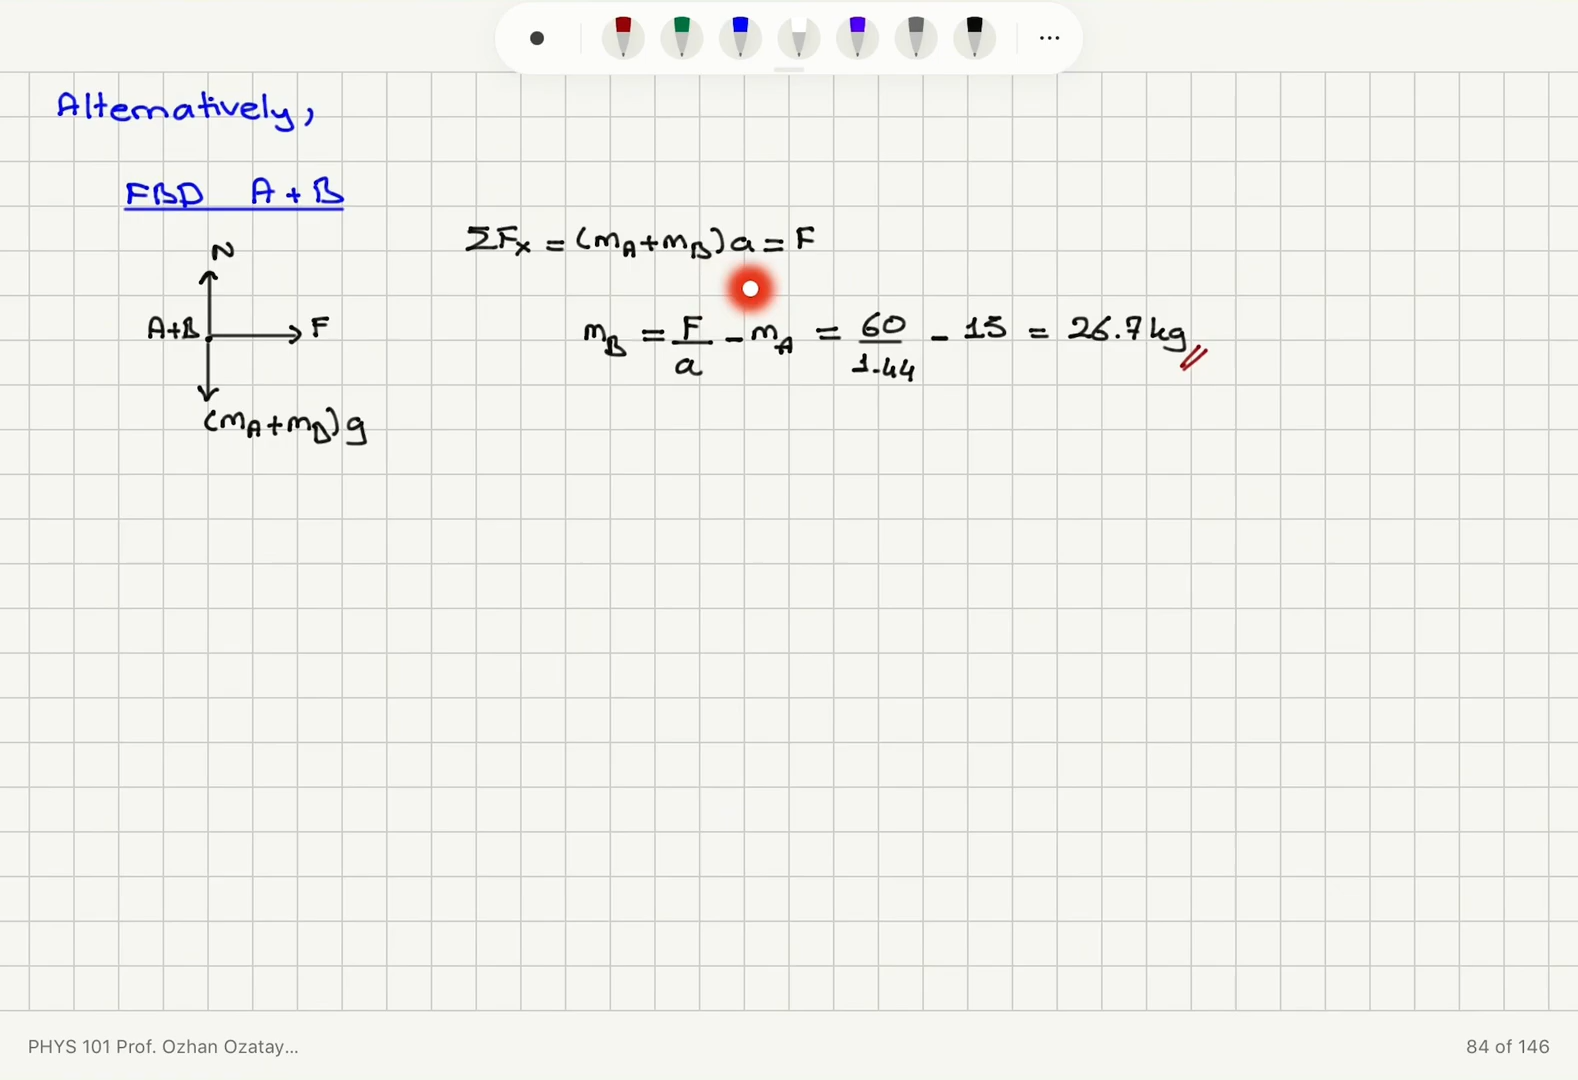 Alternatively,
FBD A+B
N
ΣFx = (mA+mB)a = F
A+B F
mB = F/a - mA = 60/1.44 - 15 = 26.7 kg
(mA+mB)g
PHYS 101 Prof. Ozhan Ozatay...
84 of 146